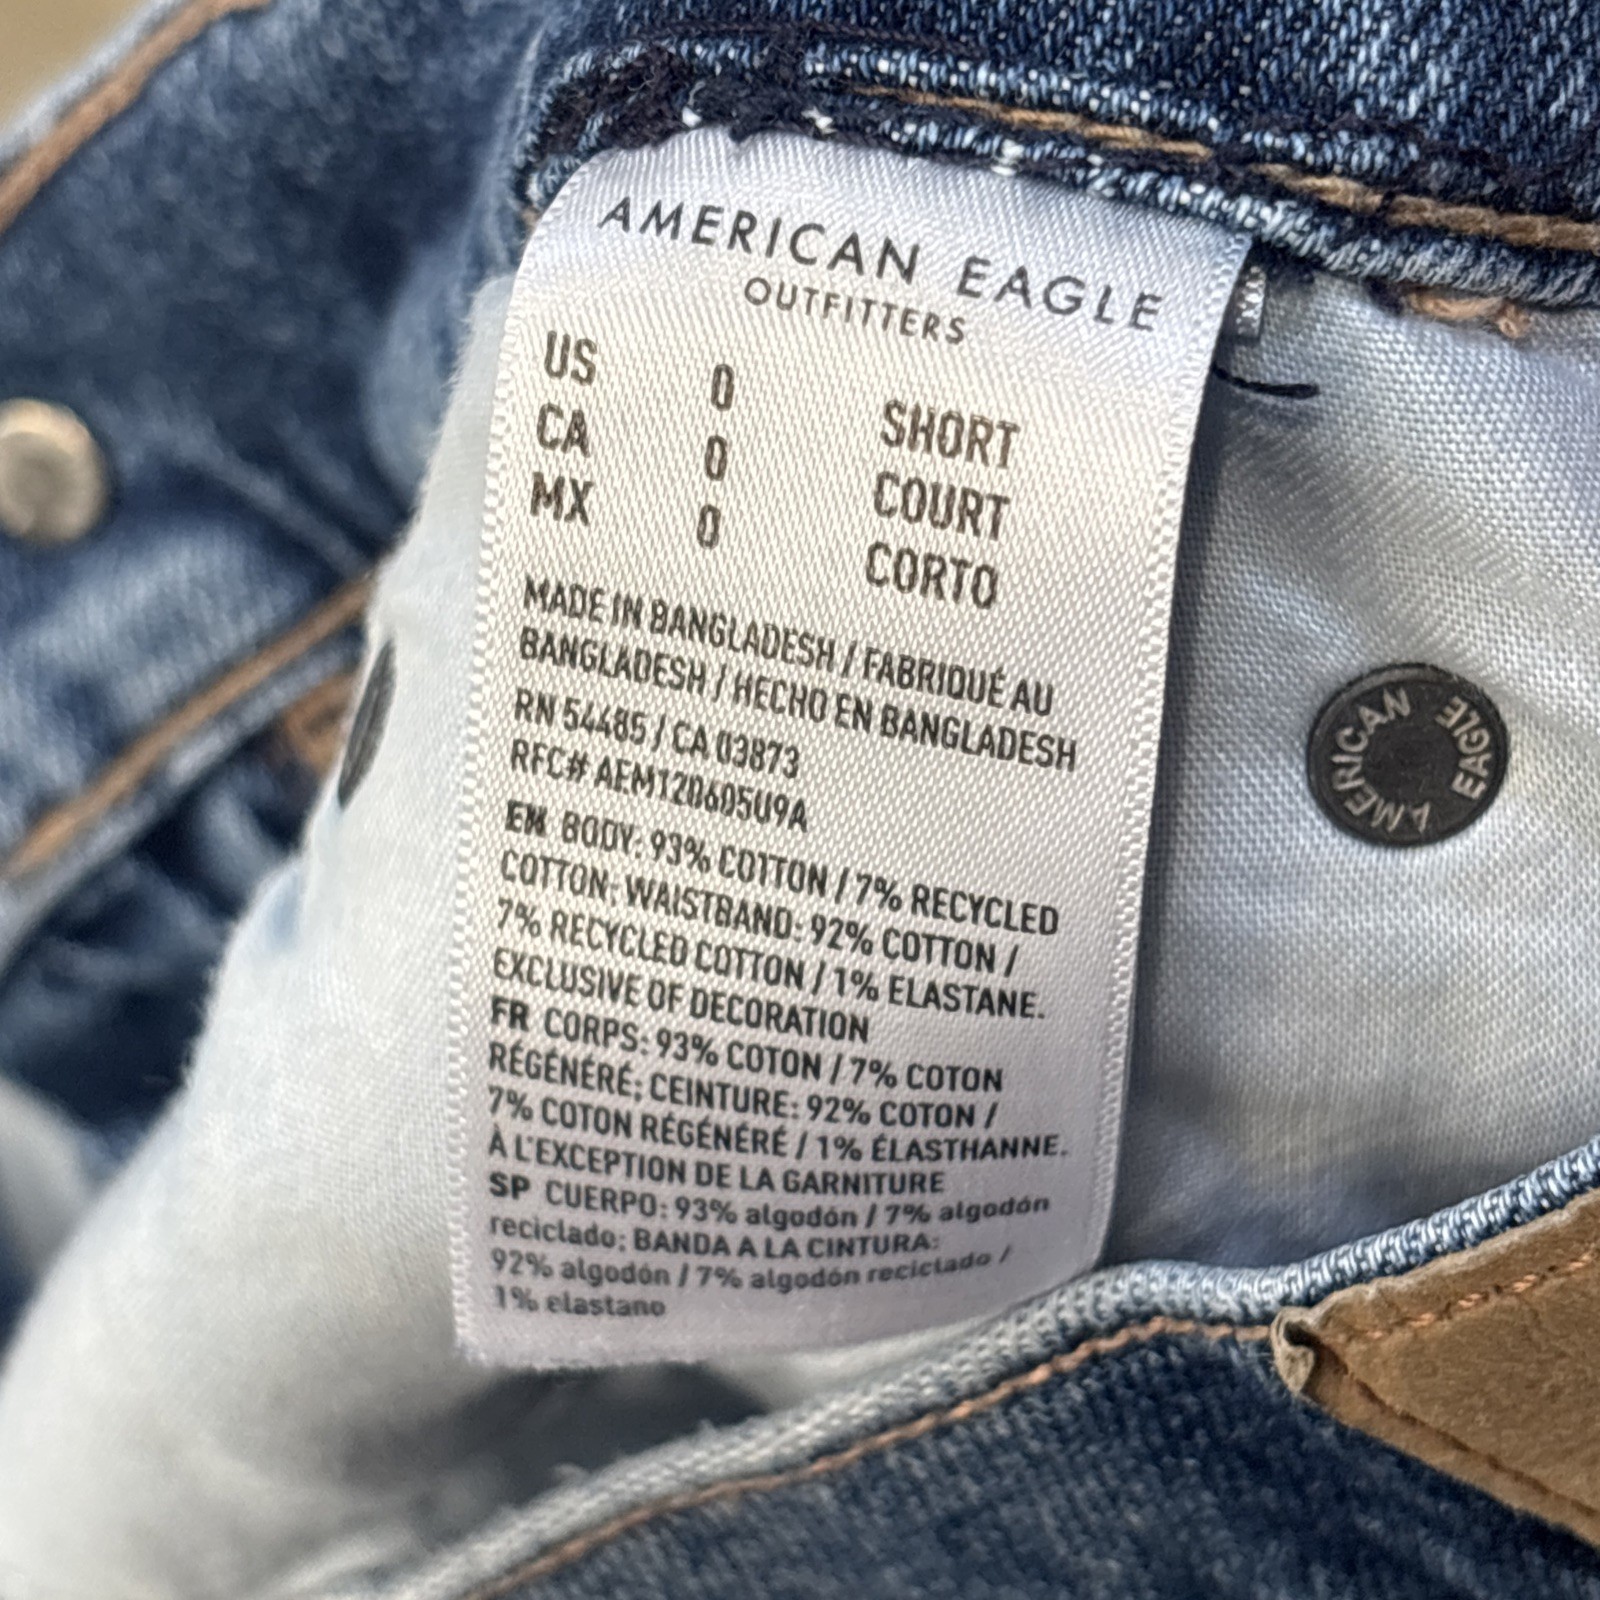 AMERICAN EAGLE
OUTFITTERS
US 0 SHORT
CA 0 COURT
MX 0 CORTO
MADE IN BANGLADESH / FABRIQUÉ AU
BANGLADESH / HECHO EN BANGLADESH
RN 54485 / CA 03873
RFC# AEM120605U9A
EN BODY: 93% COTTON / 7% RECYCLED
COTTON; WAISTBAND: 92% COTTON /
7% RECYCLED COTTON / 1% ELASTANE.
EXCLUSIVE OF DECORATION
FR CORPS: 93% COTON / 7% COTON
RÉGÉNÉRÉ; CEINTURE: 92% COTON /
7% COTON RÉGÉNÉRÉ / 1% ÉLASTHANNE.
À L'EXCEPTION DE LA GARNITURE
SP CUERPO: 93% algodón / 7% algodón
reciclado; BANDA A LA CINTURA:
92% algodón / 7% algodón reciclado /
1% elastano
AMERICAN EAGLE